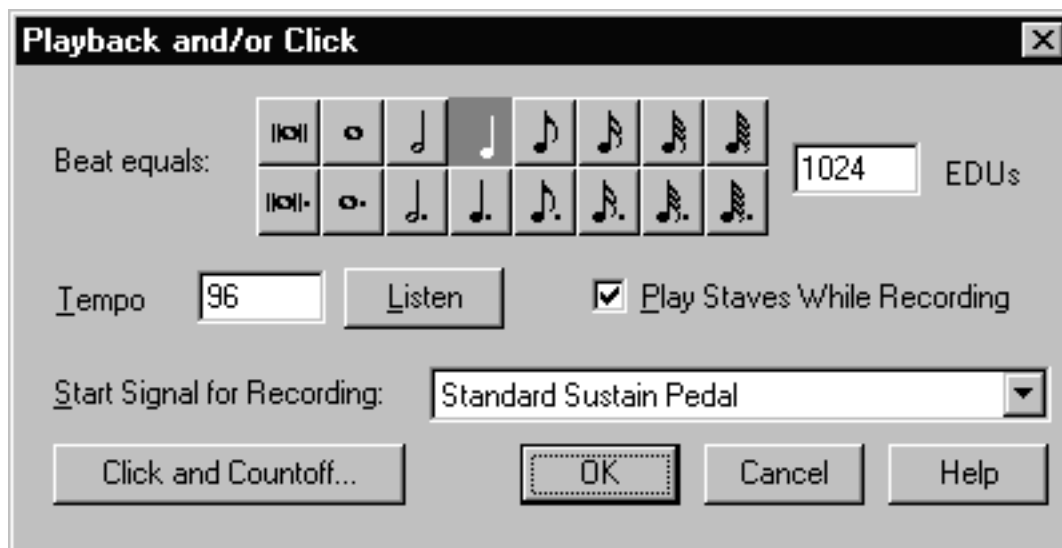 Playback and/or Click
Beat equals:
1024 EDUs
Tempo 96 Listen Play Staves While Recording
Start Signal for Recording: Standard Sustain Pedal
Click and Countoff... OK Cancel Help